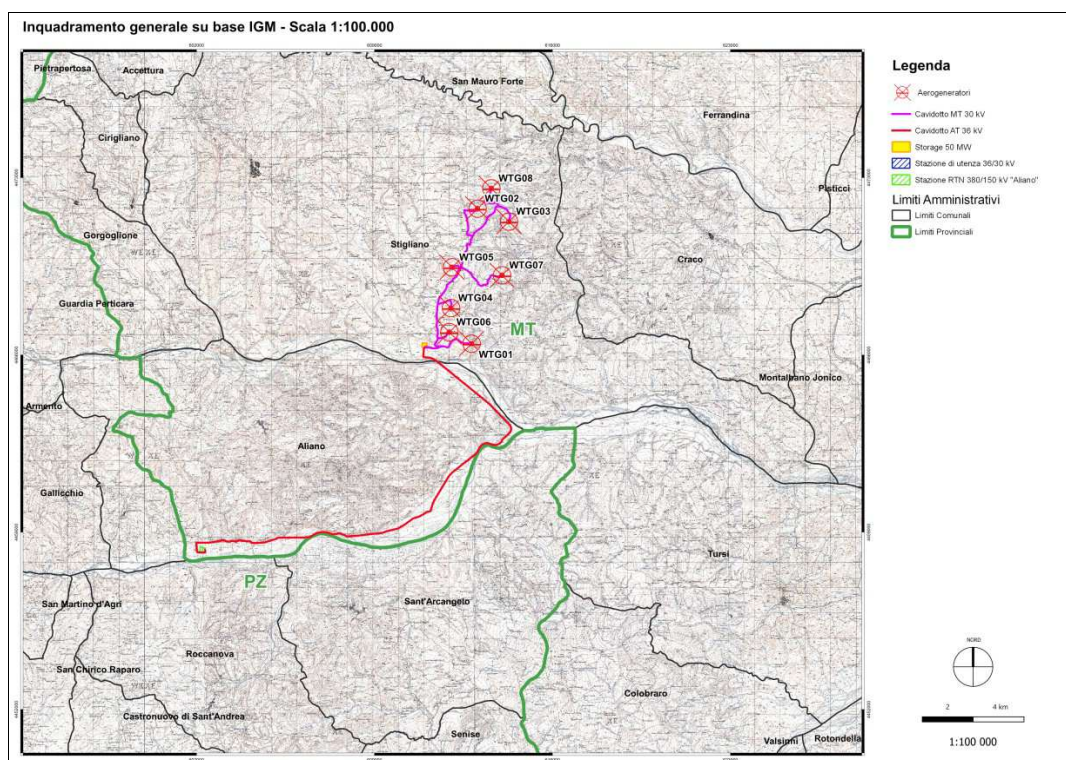 Inquadramento generale su base IGM - Scala 1:100.000
Pietrapertosa
Accettura
San Mauro Forte
Ferrandina
Cirigliano
Pisticci
WTG08
WTG02
WTG03
Gorgoglione
Stigliano
Craco
WTG05
WTG07
Guardia Perticara
WTG04
WTG06
MT
WTG01
Montalbano Jonico
Armento
Aliano
Gallicchio
Tursi
PZ
San Martino d'Agri
Sant'Arcangelo
Roccanova
San Chirico Raparo
Colobraro
Castronuovo di Sant'Andrea
Senise
Valsinni
Rotondella
Legenda
Aerogeneratori
Cavidotto MT 30 kV
Cavidotto AT 36 kV
Storage 50 MW
Stazione di utenza 36/30 kV
Stazione RTN 380/150 kV "Aliano"
Limiti Amministrativi
Limiti Comunali
Limiti Provinciali
NORD
2 4 km
1:100 000